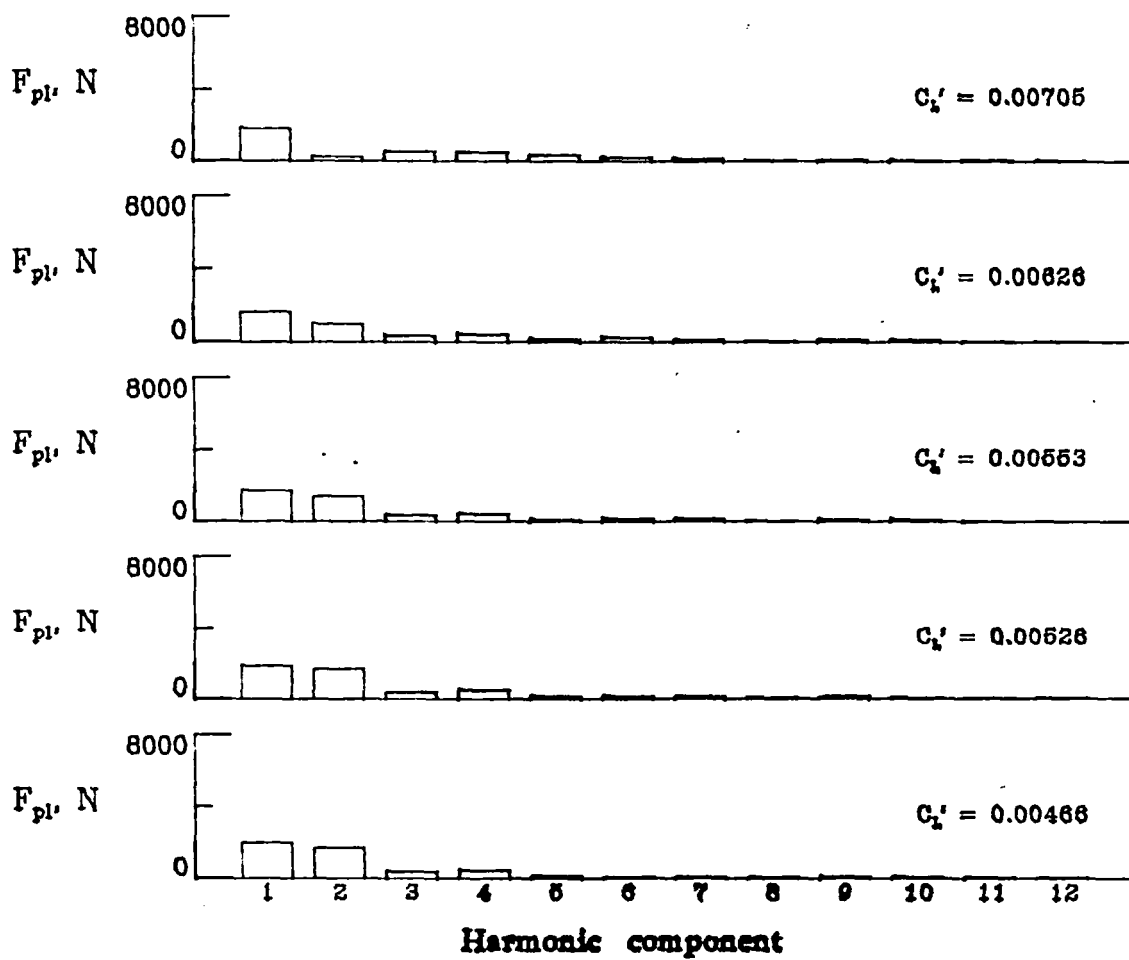 8000
F_pl, N
C_L' = 0.00705
0
8000
F_pl, N
C_L' = 0.00626
0
8000
F_pl, N
C_L' = 0.00553
0
8000
F_pl, N
C_L' = 0.00526
0
8000
F_pl, N
C_L' = 0.00466
0
1 2 3 4 5 6 7 8 9 10 11 12
Harmonic component